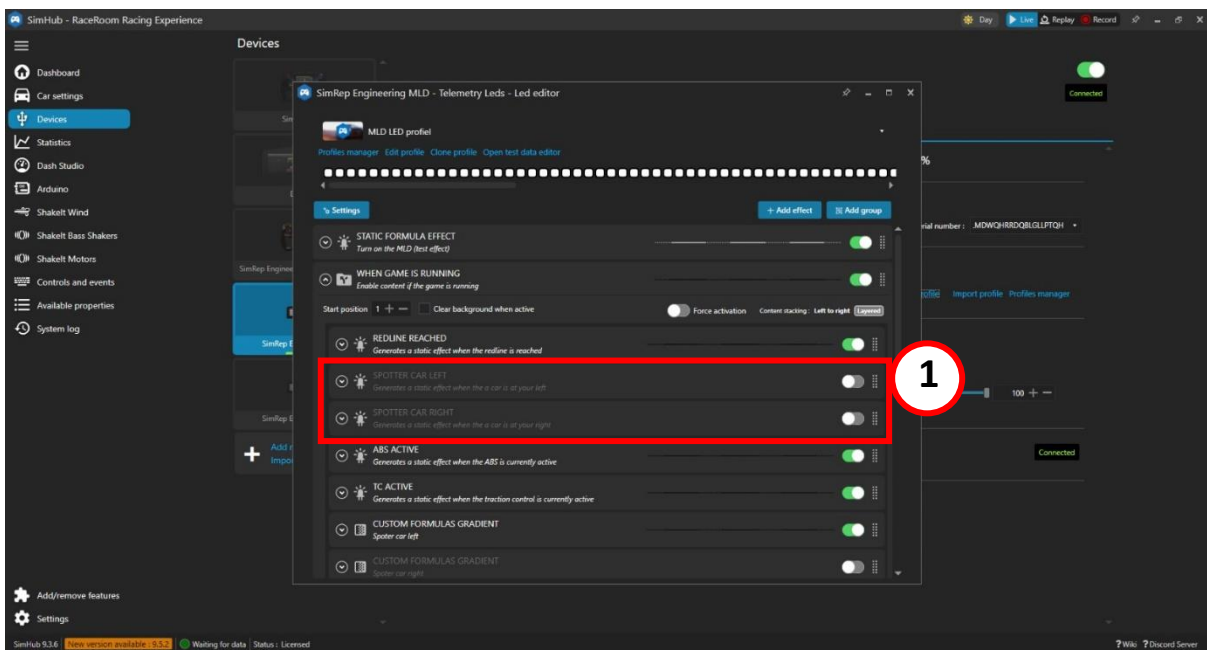 SimHub - RaceRoom Racing Experience
Day
Live
Replay
Record
Devices
Dashboard
Car settings
Devices
Statistics
Dash Studio
Arduino
ShakeIt Wind
ShakeIt Bass Shakers
ShakeIt Motors
Controls and events
Available properties
System log
Add/remove features
Settings
SimRep Engineering MLD - Telemetry Leds - Led editor
MLD LED profiel
Profiles manager Edit profile Clone profile Open test data editor
Settings
+ Add effect
Add group
STATIC FORMULA EFFECT
Turn on the MLD (test effect)
WHEN GAME IS RUNNING
Enable content if the game is running
Start position 1 + - Clear background when active
Force activation Content stacking : Left to right Layered
REDLINE REACHED
Generates a static effect when the redline is reached
SPOTTER CAR LEFT
Generates a static effect when the a car is at your left
SPOTTER CAR RIGHT
Generates a static effect when the a car is at your right
1
ABS ACTIVE
Generates a static effect when the ABS is currently active
TC ACTIVE
Generates a static effect when the traction control is currently active
CUSTOM FORMULAS GRADIENT
Spoter car left
CUSTOM FORMULAS GRADIENT
Spoter car right
Connected
%
rial number : .MDWQHRRDQBLGLLPTQH
ofile Import profile Profiles manager
100 + -
Connected
SimRep Enginee
SimRep E
SimRep E
Add
Impo
SimHub 9.3.6 New version available : 9.5.2 Waiting for data Status : Licensed
? Wiki ? Discord Server